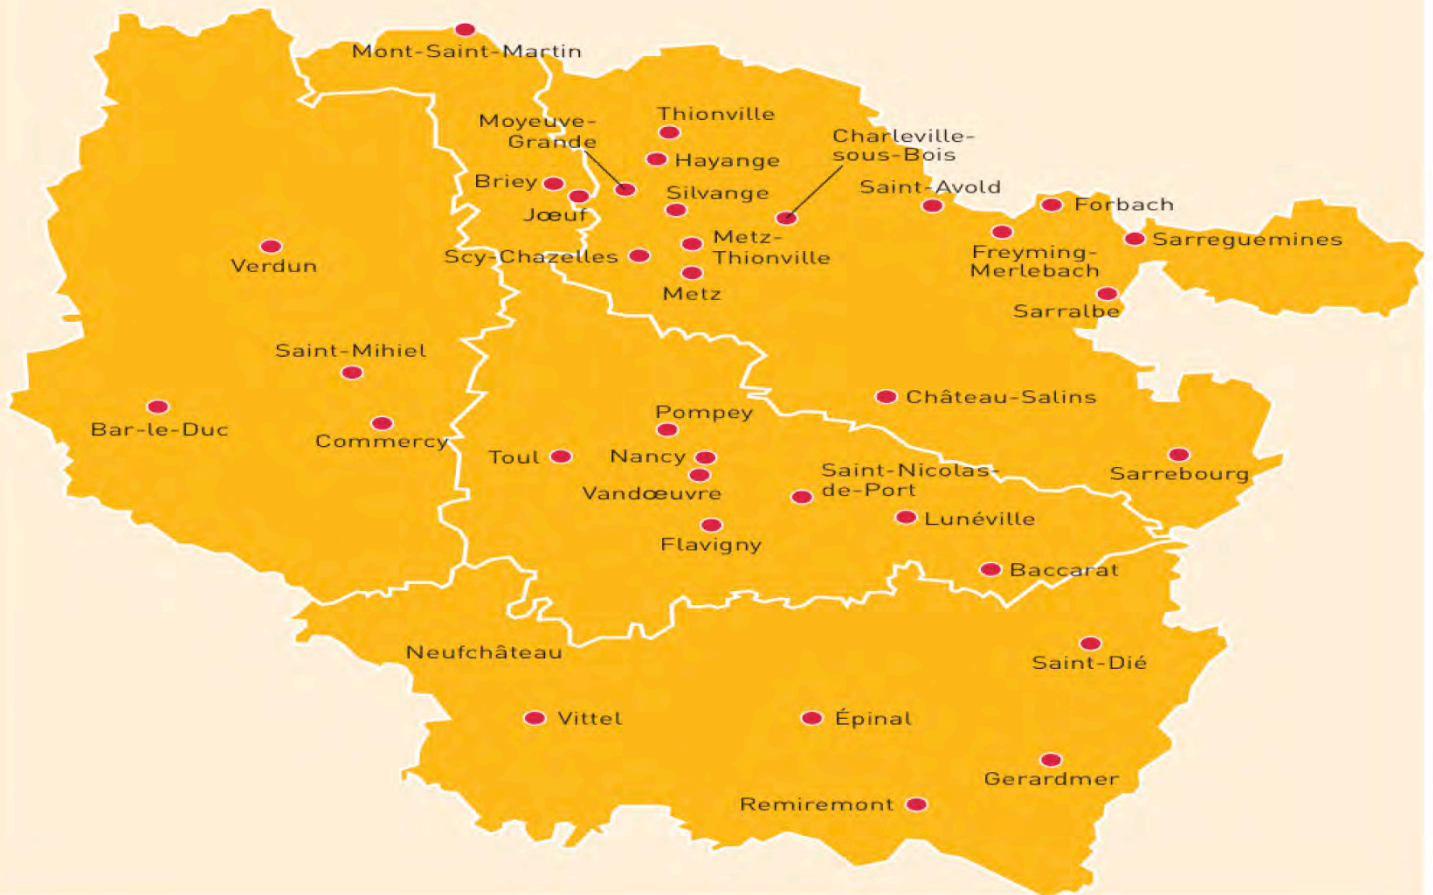 Mont-Saint-Martin
Thionville
Moyeuve-
Grande
Charleville-
sous-Bois
Hayange
Briey
Silvange
Saint-Avold
Jœuf
Forbach
Metz-
Thionville
Sarreguemines
Scy-Chazelles
Freyming-
Merlebach
Verdun
Metz
Sarralbe
Saint-Mihiel
Château-Salins
Pompey
Bar-le-Duc
Commercy
Toul
Nancy
Saint-Nicolas-
de-Port
Sarrebourg
Vandœuvre
Lunéville
Flavigny
Baccarat
Neufchâteau
Saint-Dié
Vittel
Épinal
Gerardmer
Remiremont